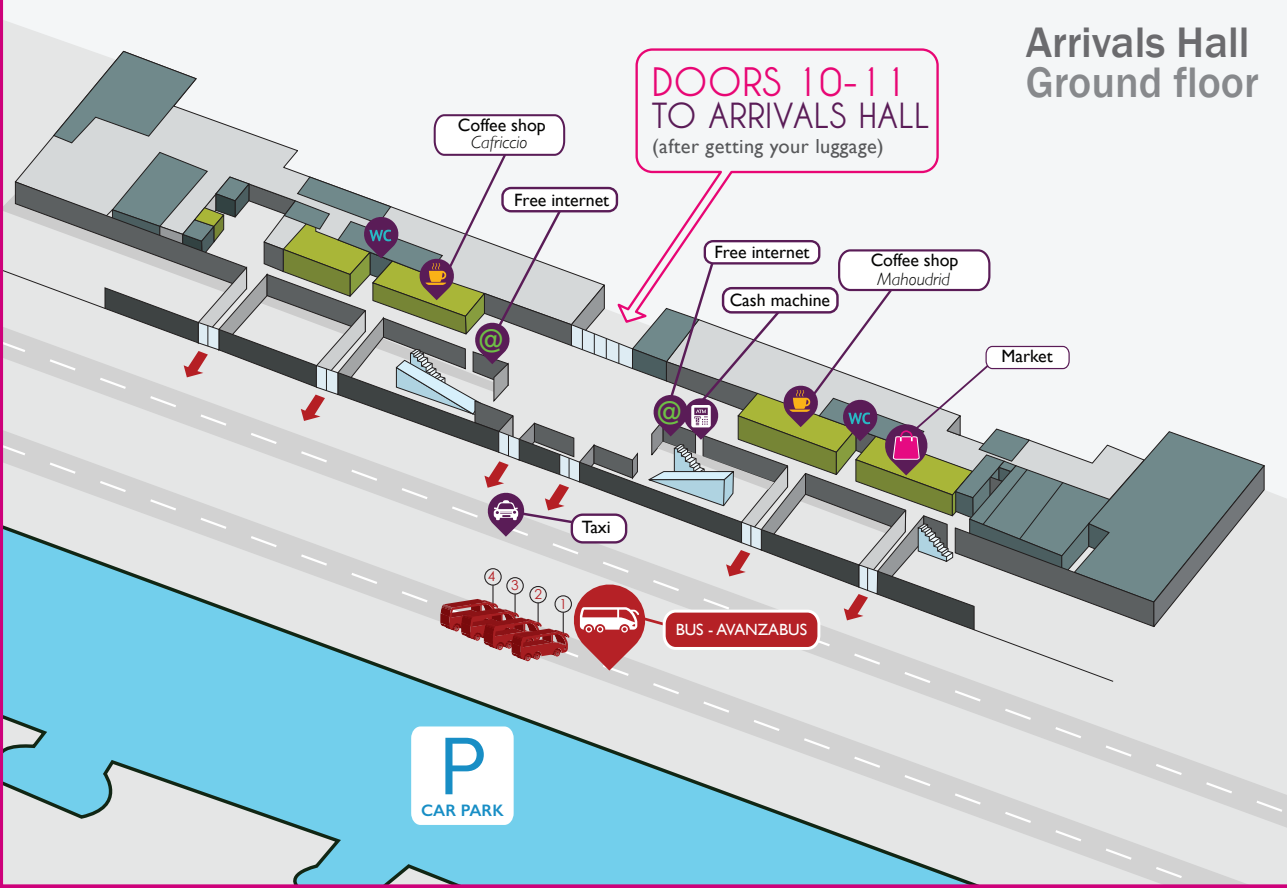 Arrivals Hall
Ground floor
DOORS 10-11
TO ARRIVALS HALL
(after getting your luggage)
Coffee shop
Cafriccio
Free internet
WC
@
Free internet
Cash machine
Coffee shop
Mahoudrid
Market
@
ATM
WC
Taxi
4
3
2
1
BUS - AVANZABUS
P
CAR PARK